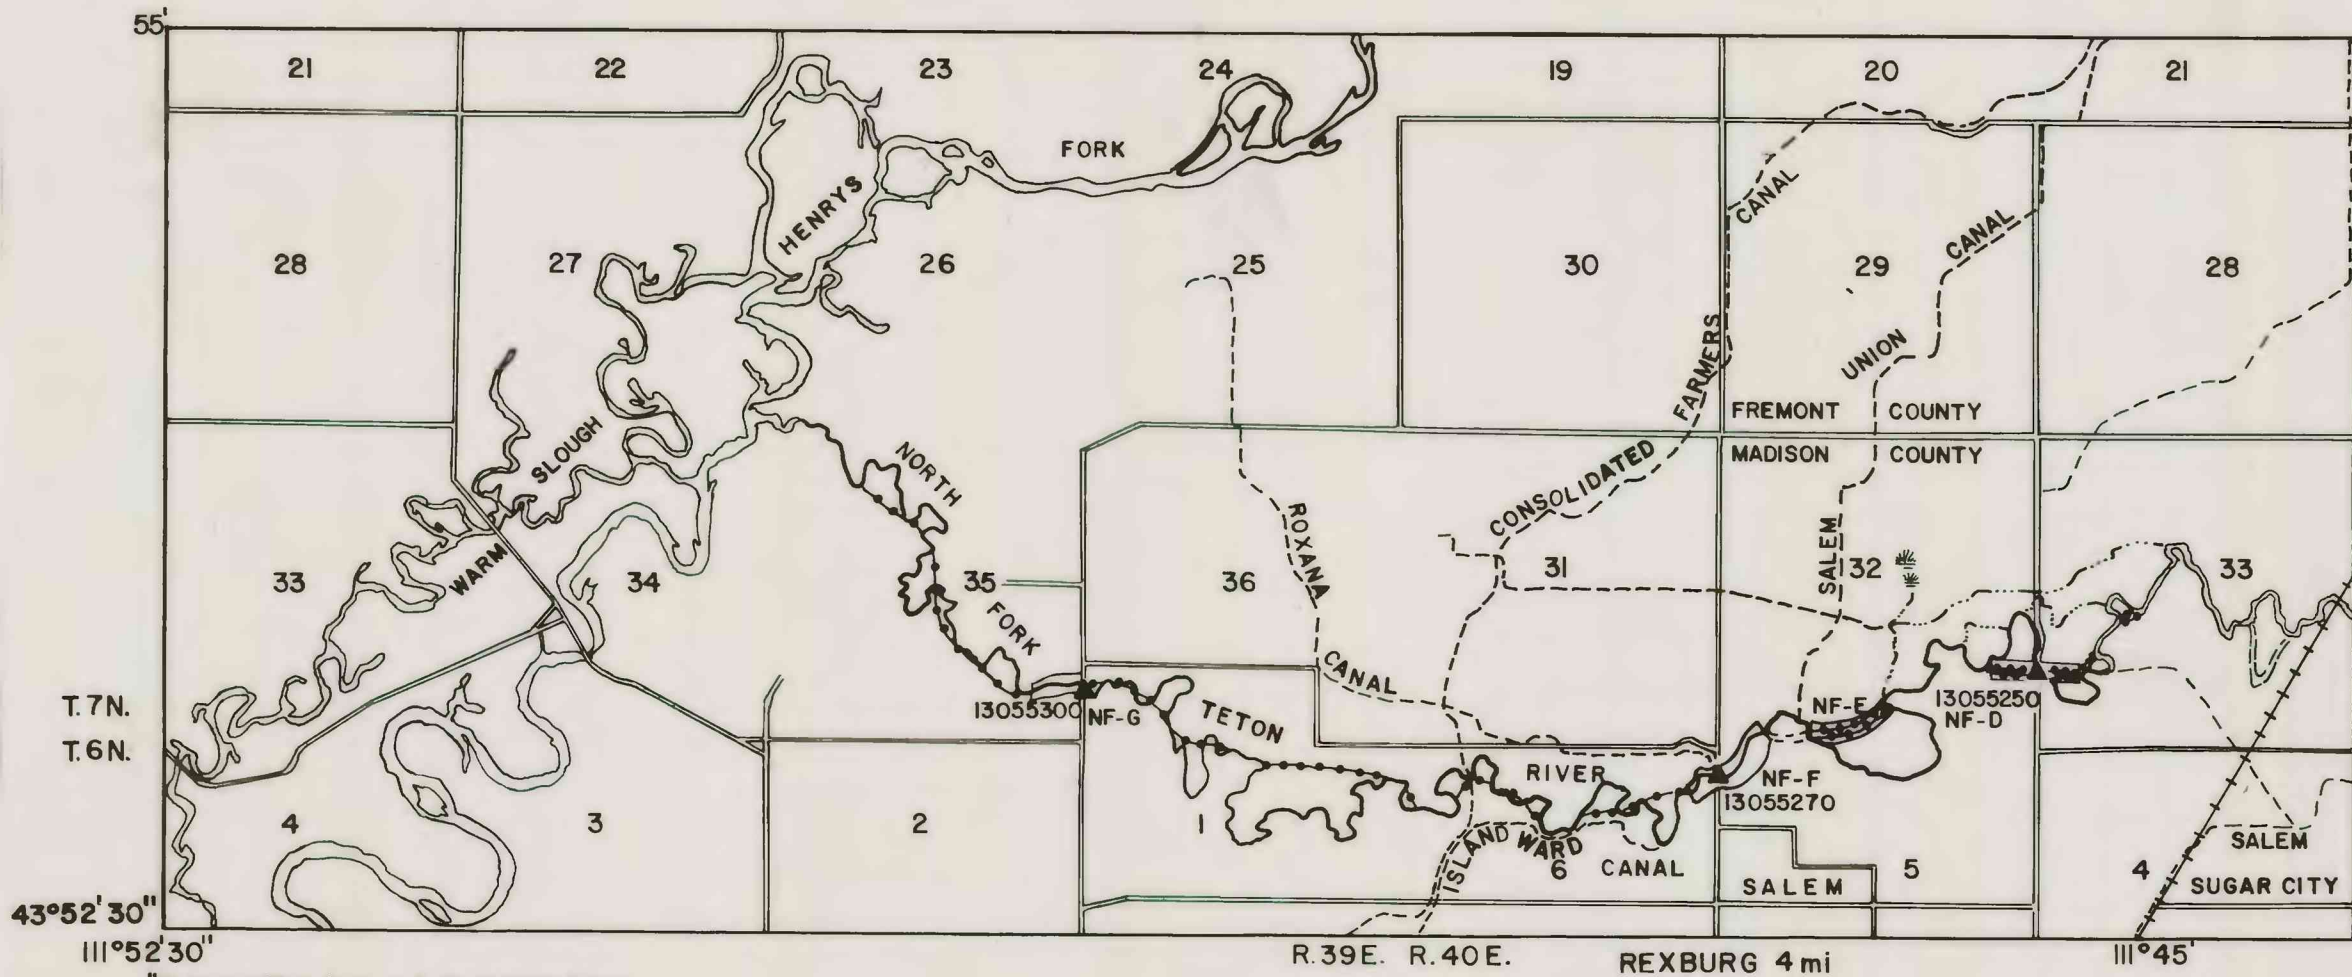 55'
21
22
23
24
19
20
21
FORK
HENRYS
CANAL
CANAL
28
27
26
25
30
29
28
FARMERS
UNION
FREMONT COUNTY
MADISON COUNTY
SLOUGH
NORTH
CONSOLIDATED
ROXANA
SALEM
WARM
33
34
35
36
31
32
33
FORK
CANAL
T.7N.
13055300
NF-G
TETON
NF-E
13055250
NF-D
T.6N.
RIVER
NF-F
13055270
4
3
2
1
ISLAND WARD
6
CANAL
5
4
SALEM
SALEM
SUGAR CITY
43°52'30"
111°52'30"
R.39E. R.40E.
REXBURG 4mi
111°45'